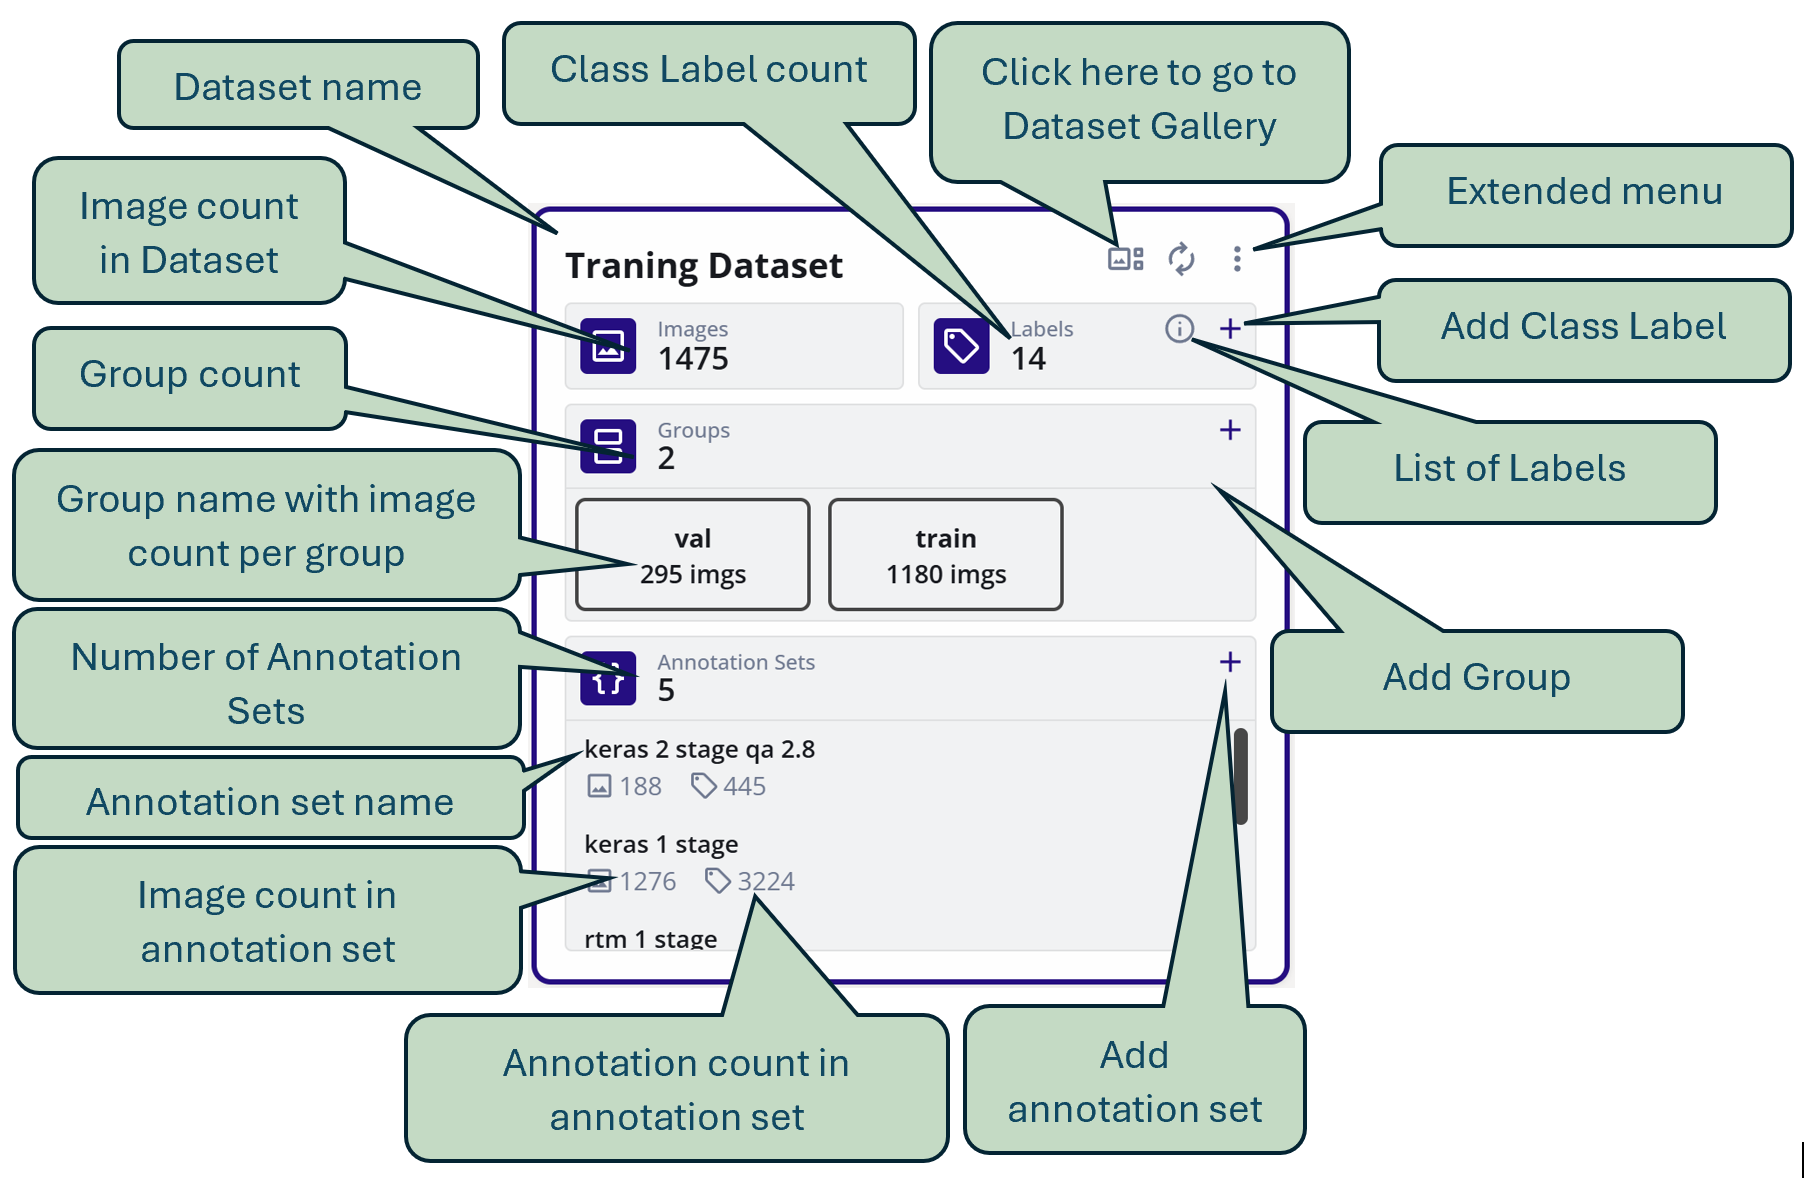 Dataset name
Class Label count
Click here to go to
Dataset Gallery
Image count
in Dataset
Extended menu
Traning Dataset
Add Class Label
Images
1475
Labels
14
Group count
List of Labels
Groups
2
Group name with image
count per group
val
295 imgs
train
1180 imgs
Number of Annotation
Sets
Annotation Sets
5
Add Group
keras 2 stage qa 2.8
188 445
Annotation set name
keras 1 stage
1276 3224
Image count in
annotation set
rtm 1 stage
Annotation count in
annotation set
Add
annotation set